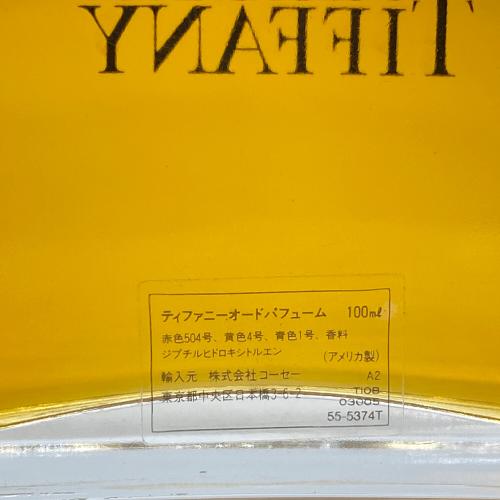 TIFFANY
ティファニーオードパフューム 100ml
赤色504号、黄色4号、青色1号、香料
ジブチルヒドロキシトルエン (アメリカ製)
輸入元 株式会社コーセー A2
東京都中央区日本橋3-6-2 T10B
03085
55-5374T